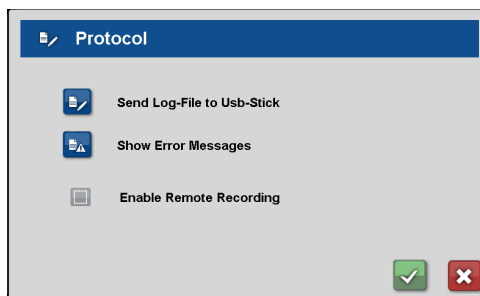 Protocol
Send Log-File to Usb-Stick
Show Error Messages
Enable Remote Recording